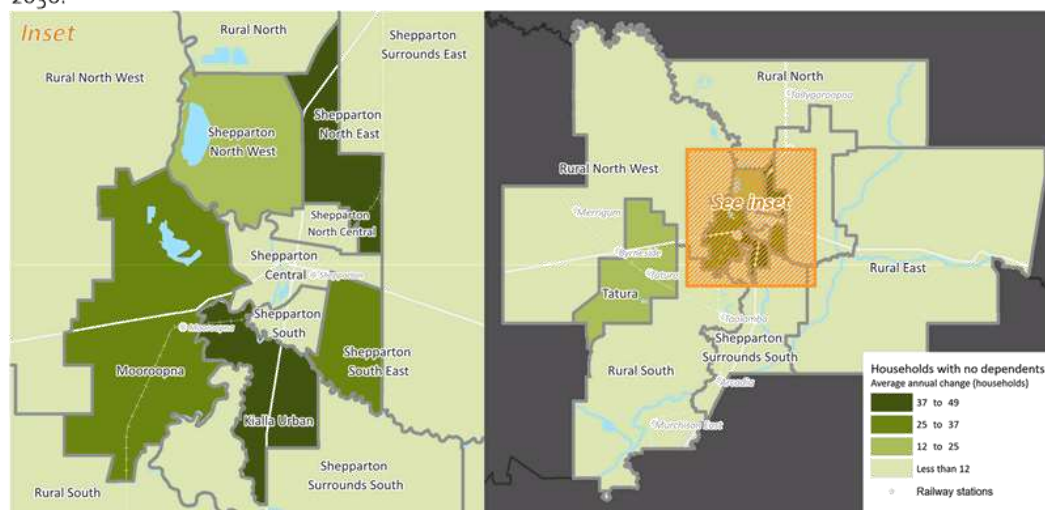 2036.
Inset
Rural North
Shepparton
Surrounds East
Rural North West
Shepparton
North East
Shepparton
North West
Shepparton
North Central
Shepparton
Central
Shepparton
Mooroopna
Shepparton
South
Mooroopna
Shepparton
South East
Kialla Urban
Rural South
Shepparton
Surrounds South
Rural North
Tallygaroopna
Rural North West
See inset
Merrigum
Byrneside
Tatura
Tatura
Rural East
Toolamba
Shepparton
Surrounds South
Rural South
Arcadia
Murchison East
Households with no dependents
Average annual change (households)
37 to 49
25 to 37
12 to 25
Less than 12
Railway stations